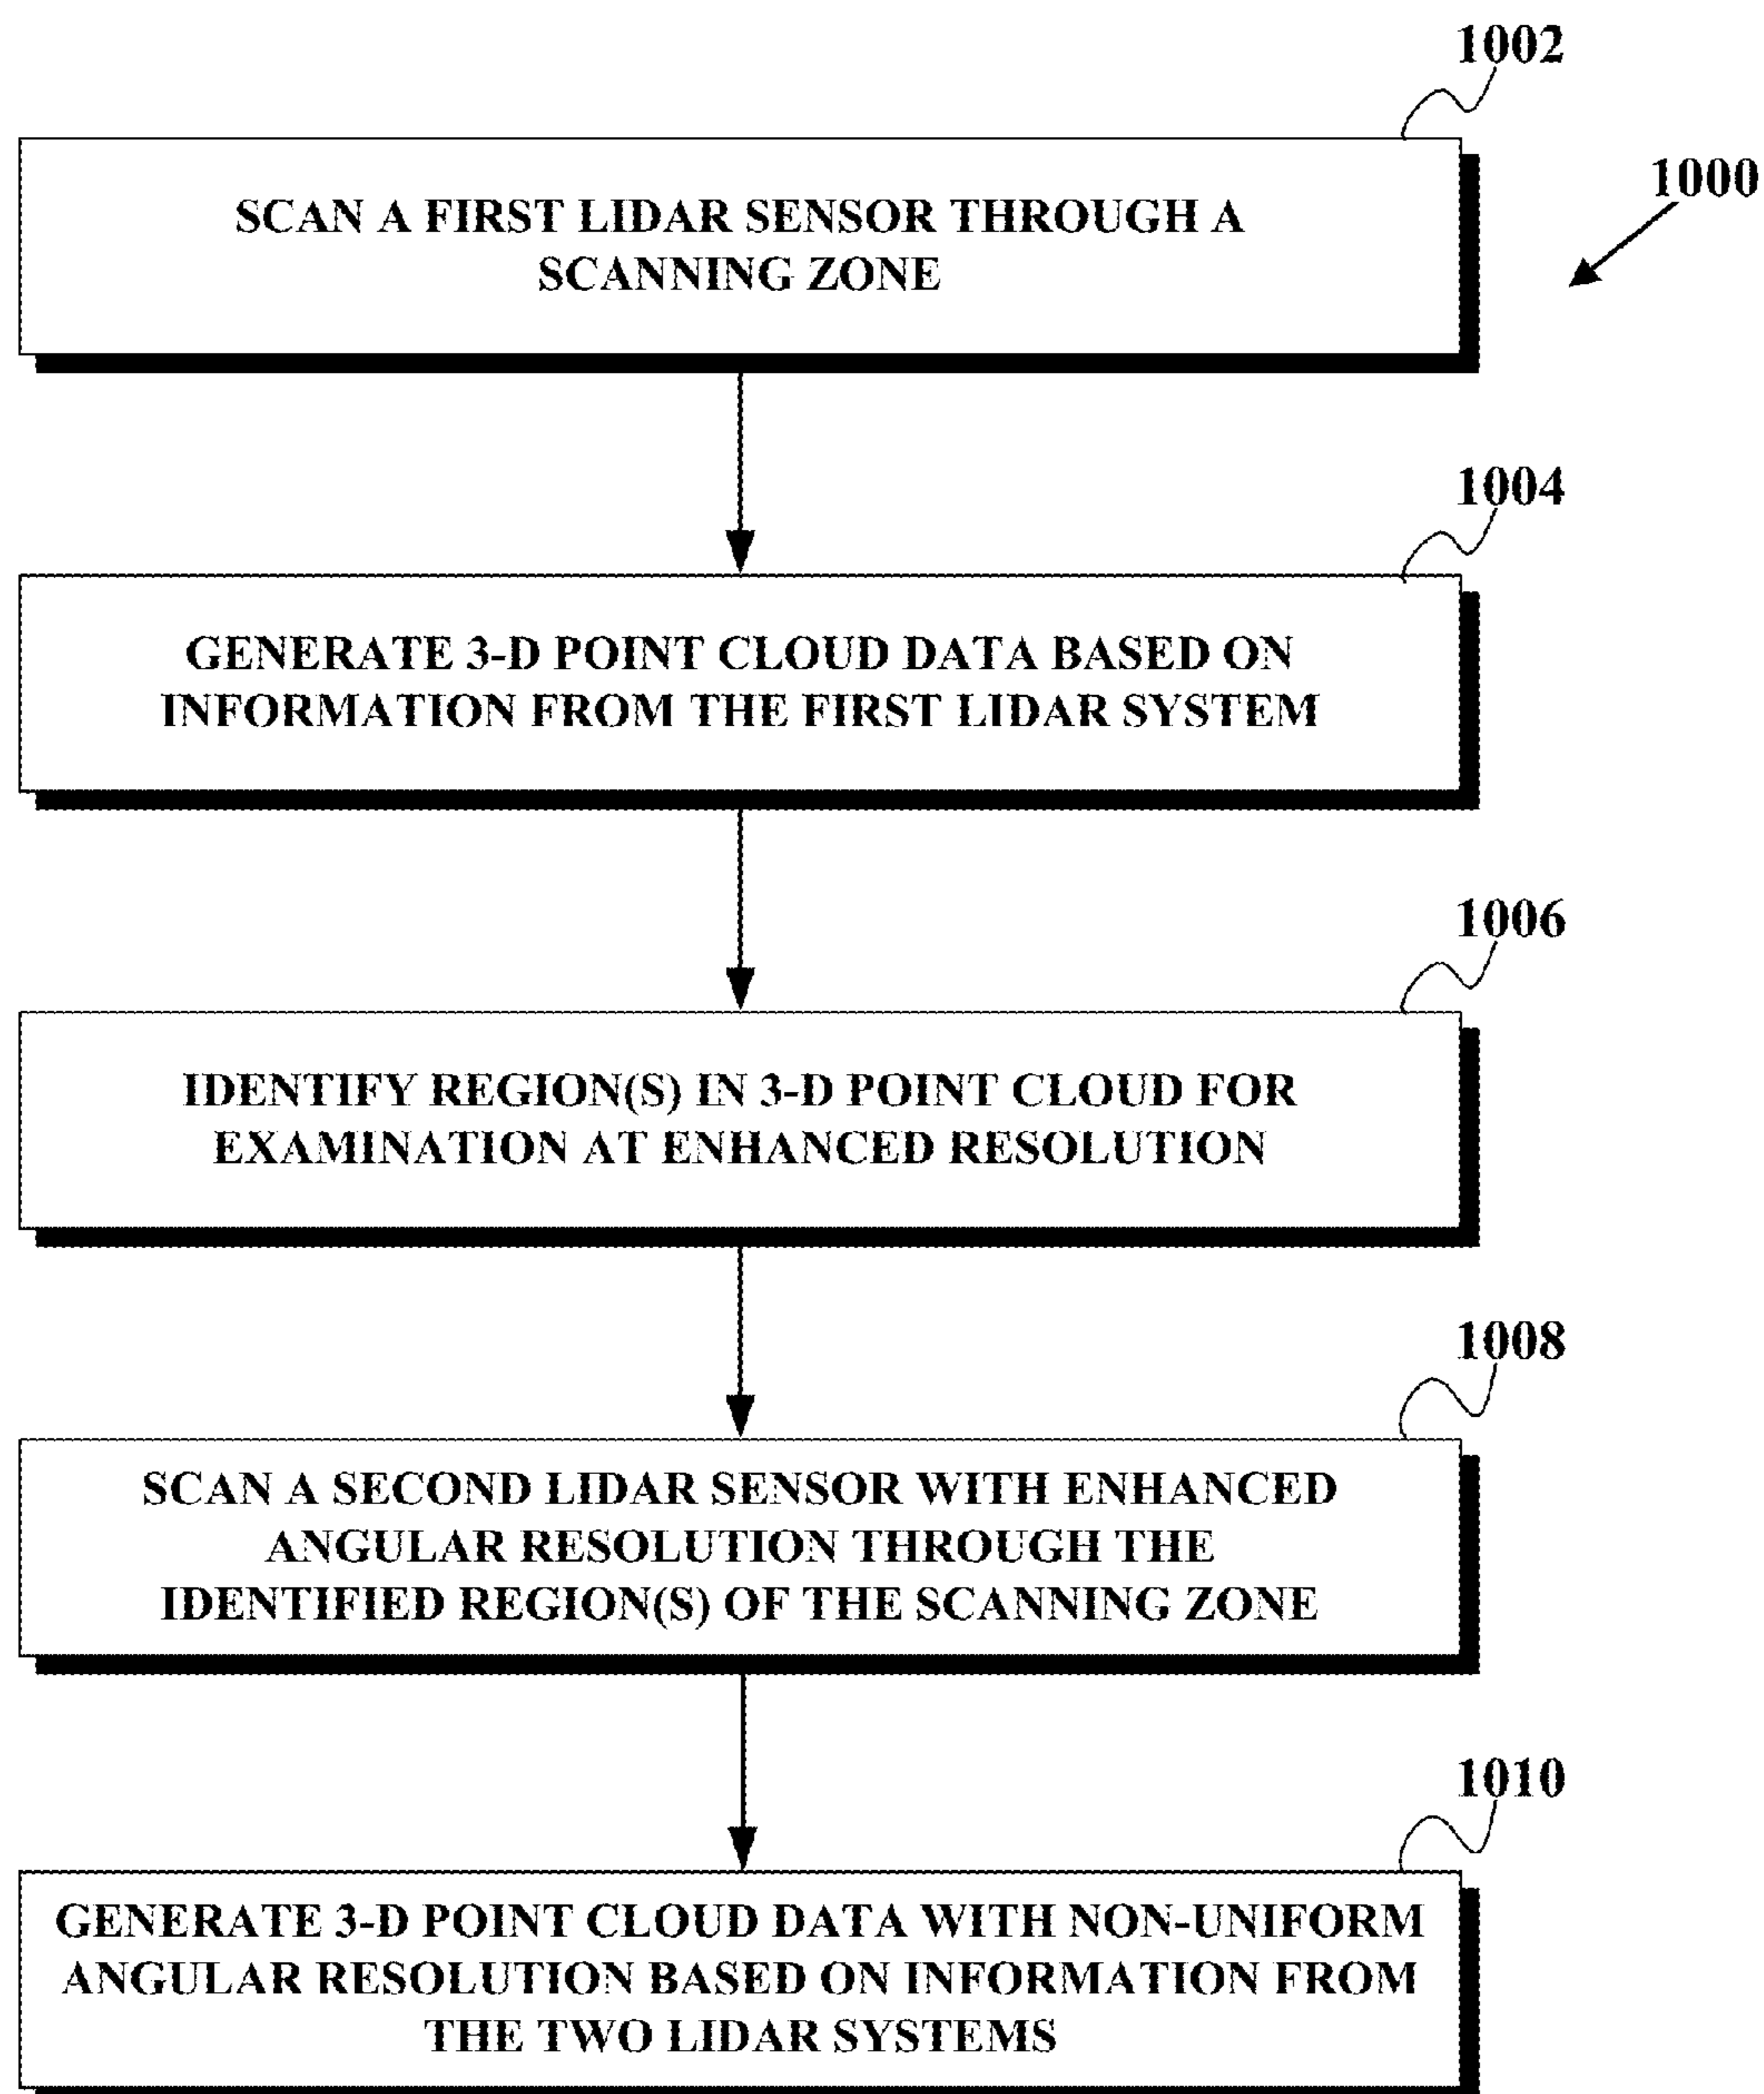 1002
1000
SCAN A FIRST LIDAR SENSOR THROUGH A
SCANNING ZONE
1004
GENERATE 3-D POINT CLOUD DATA BASED ON
INFORMATION FROM THE FIRST LIDAR SYSTEM
1006
IDENTIFY REGION(S) IN 3-D POINT CLOUD FOR
EXAMINATION AT ENHANCED RESOLUTION
1008
SCAN A SECOND LIDAR SENSOR WITH ENHANCED
ANGULAR RESOLUTION THROUGH THE
IDENTIFIED REGION(S) OF THE SCANNING ZONE
1010
GENERATE 3-D POINT CLOUD DATA WITH NON-UNIFORM
ANGULAR RESOLUTION BASED ON INFORMATION FROM
THE TWO LIDAR SYSTEMS